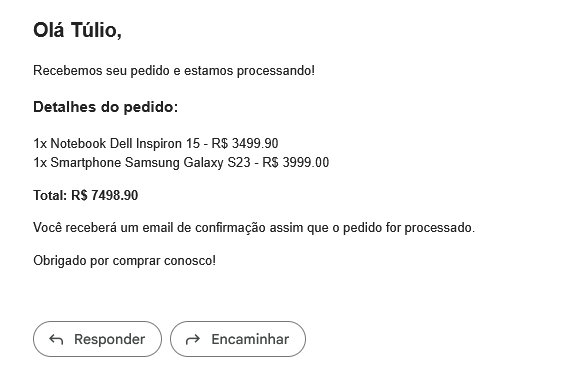 Olá Túlio,
Recebemos seu pedido e estamos processando!
Detalhes do pedido:
1x Notebook Dell Inspiron 15 - R$ 3499.90
1x Smartphone Samsung Galaxy S23 - R$ 3999.00
Total: R$ 7498.90
Você receberá um email de confirmação assim que o pedido for processado.
Obrigado por comprar conosco!
Responder Encaminhar